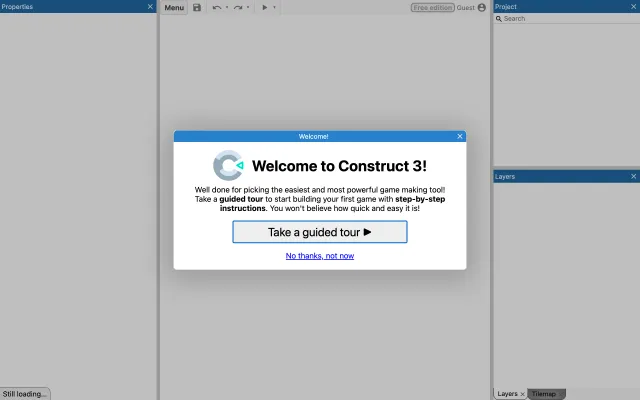 Properties
Menu
Free edition
Guest
Project
Search
Welcome!
Welcome to Construct 3!
Well done for picking the easiest and most powerful game making tool!
Take a guided tour to start building your first game with step-by-step
instructions. You won't believe how quick and easy it is!
Take a guided tour
No thanks, not now
Layers
Still loading...
Layers
Tilemap